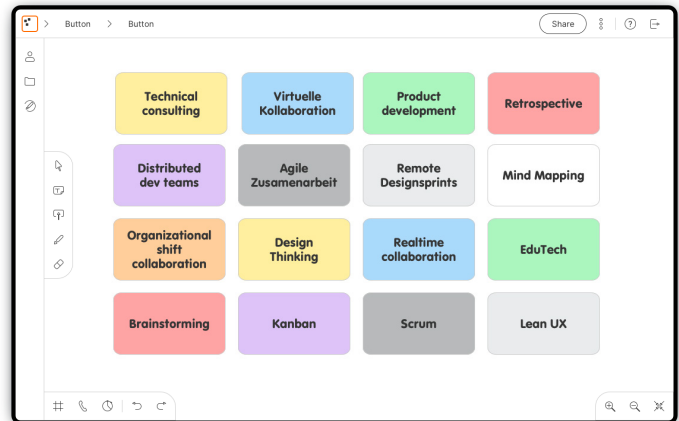 Button > Button
Share
Technical
consulting
Virtuelle
Kollaboration
Product
development
Retrospective
Distributed
dev teams
Agile
Zusamenarbeit
Remote
Designsprints
Mind Mapping
Organizational
shift
collaboration
Design
Thinking
Realtime
collaboration
EduTech
Brainstorming
Kanban
Scrum
Lean UX